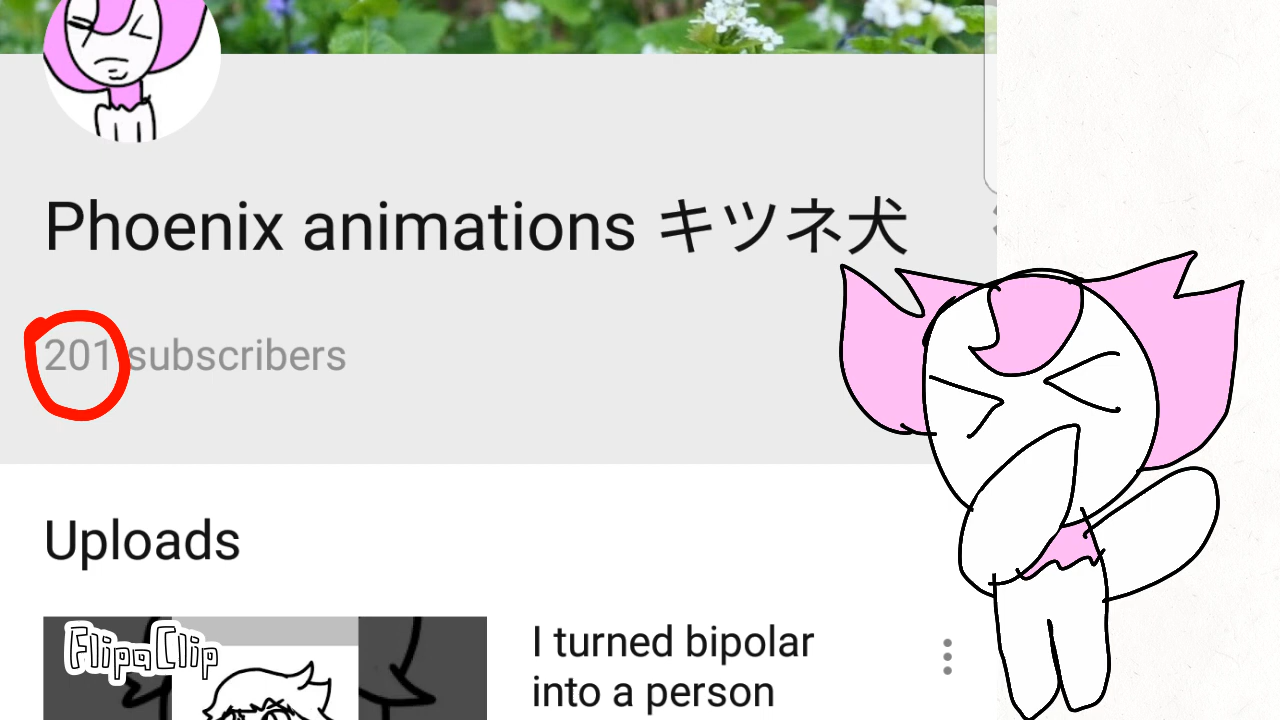 Phoenix animations キツネ犬
201 subscribers
Uploads
FlipaClip
I turned bipolar
into a person